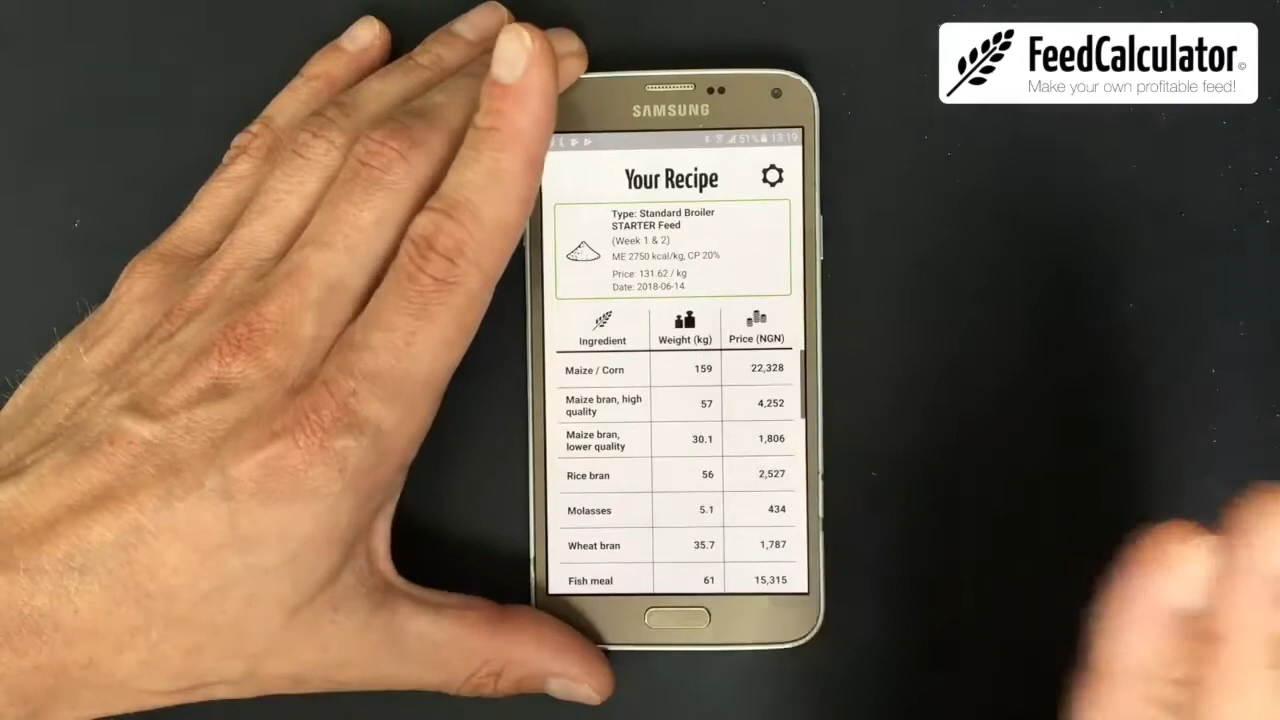 FeedCalculator©
Make your own profitable feed!
SAMSUNG
51% 13:19
Your Recipe
Type: Standard Broiler
STARTER Feed
(Week 1 & 2)
ME 2750 kcal/kg, CP 20%
Price: 131.62 / kg
Date: 2018-06-14
Ingredient Weight (kg) Price (NGN)
Maize / Corn 159 22,328
Maize bran, high
quality 57 4,252
Maize bran,
lower quality 30.1 1,806
Rice bran 56 2,527
Molasses 5.1 434
Wheat bran 35.7 1,787
Fish meal 61 15,315